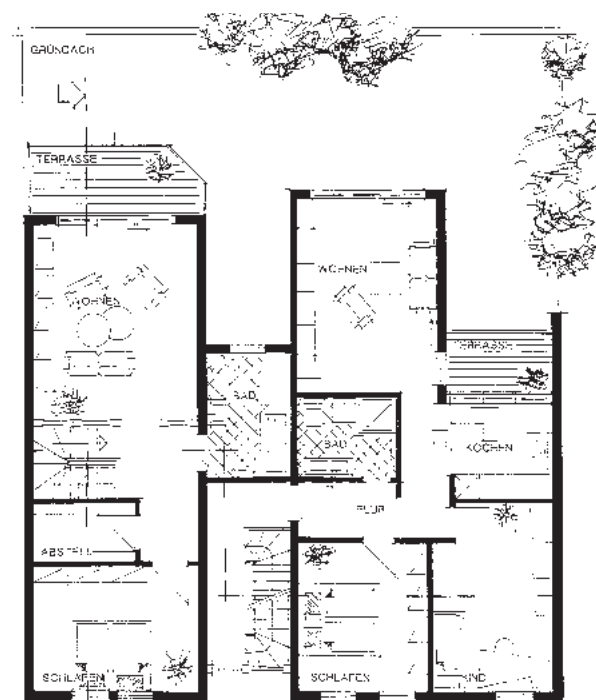 GRÜNDACH
TERRASSE
WOHNEN
WOHNEN
TERRASSE
BAD
BAD
KOCHEN
FLUR
ABSTELL
SCHLAFEN
SCHLAFEN
KIND